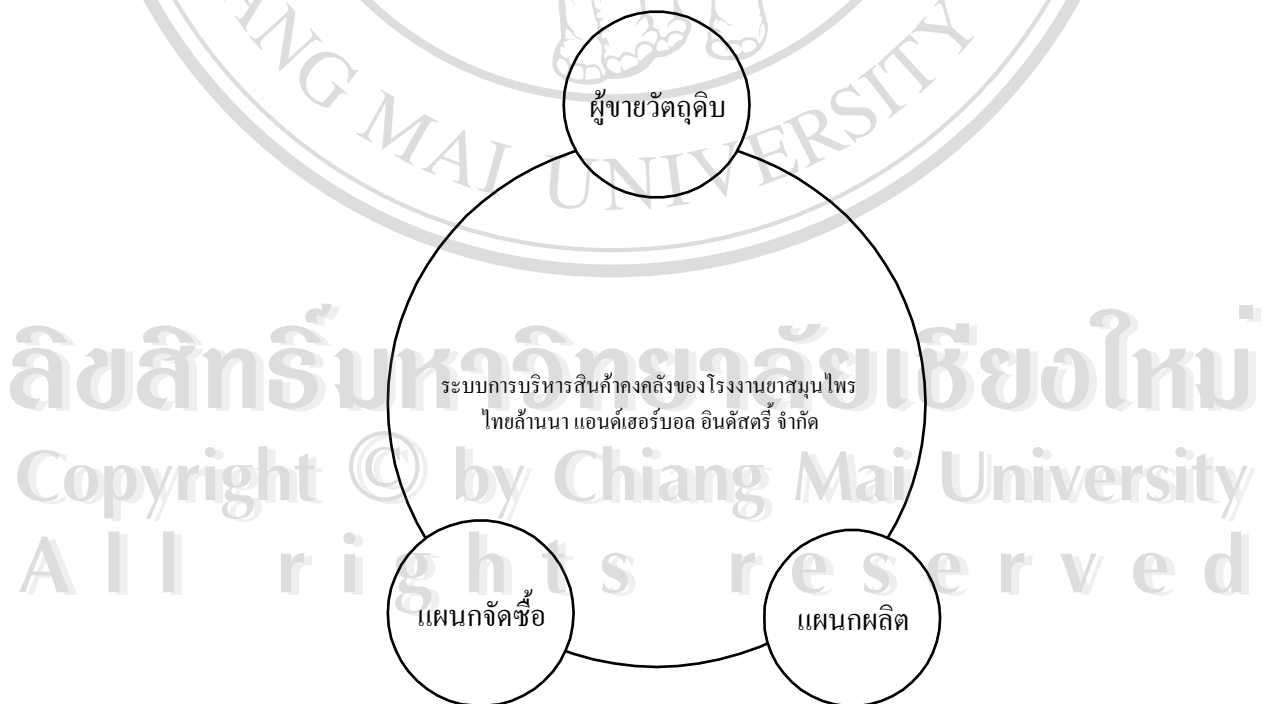 ANG MAI UNIVERSITY
ผู้ขายวัตถุดิบ
ระบบการบริหารสินค้าคงคลังของโรงงานยาสมุนไพร
ไทยล้านนา แอนด์เฮอร์บอล อินดัสตรี้ จำกัด
ลิขสิทธิ์มหาวิทยาลัยเชียงใหม่
Copyright © by Chiang Mai University
All rights reserved
แผนกจัดซื้อ
แผนกผลิต